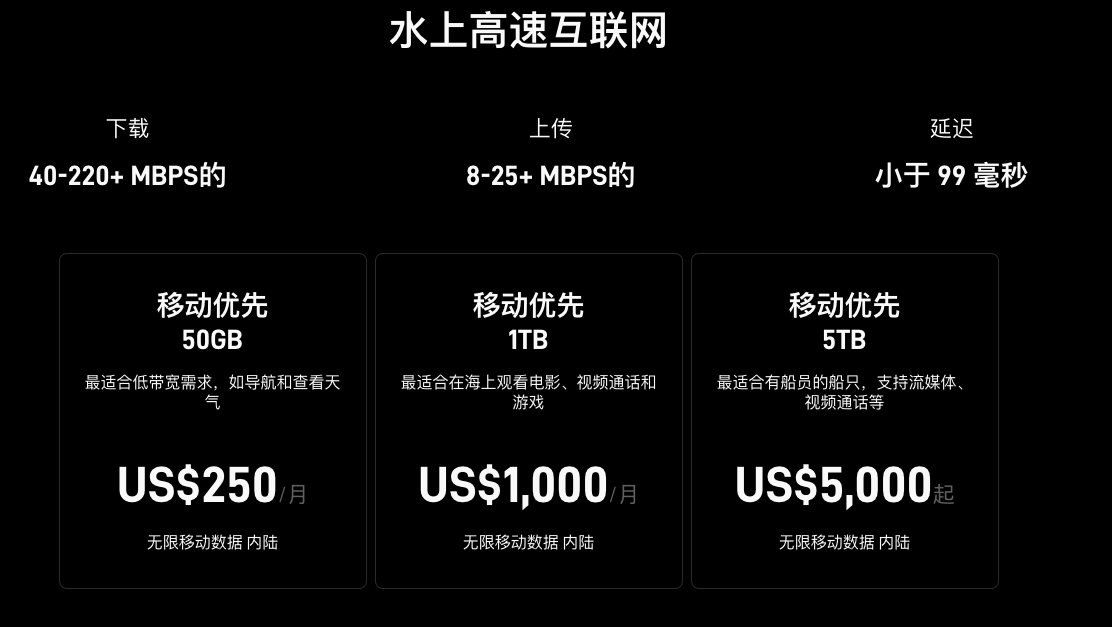 水上高速互联网
下载
上传
延迟
40-220+ MBPS的
8-25+ MBPS的
小于 99 毫秒
移动优先
50GB
最适合低带宽需求，如导航和查看天
气
US$250/月
无限移动数据 内陆
移动优先
1TB
最适合在海上观看电影、视频通话和
游戏
US$1,000/月
无限移动数据 内陆
移动优先
5TB
最适合有船员的船只，支持流媒体、
视频通话等
US$5,000起
无限移动数据 内陆